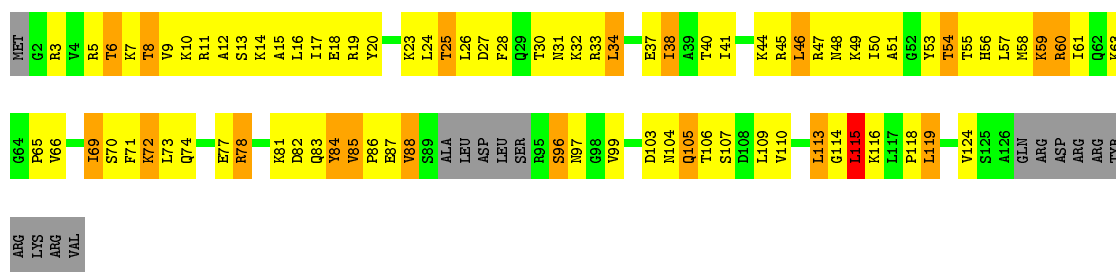 MET G2 R3 V4 R5 T6 K7 T8 V9 K10 R11 A12 S13 K14 A15 L16 I17 E18 R19 Y20 K23 L24 T25 L26 D27 F28 Q29 T30 N31 K32 R33 L34 E37 I38 A39 T40 I41 K44 R45 L46 R47 N48 K49 I50 A51 G52 Y53 T54 T55 H56 L57 M58 K59 R60 I61 Q62 K63
G64 P65 V66 I69 S70 F71 K72 L73 Q74 E77 R78 K81 D82 Q83 Y84 V85 P86 E87 V88 S89 ALA LEU ASP LEU SER R95 S96 N97 G98 V99 D103 N104 Q105 T106 S107 D108 L109 V110 L113 G114 L115 K116 L117 P118 L119 V124 S125 A126 GLN ARG ASP ARG ARG TYR
ARG LYS ARG VAL